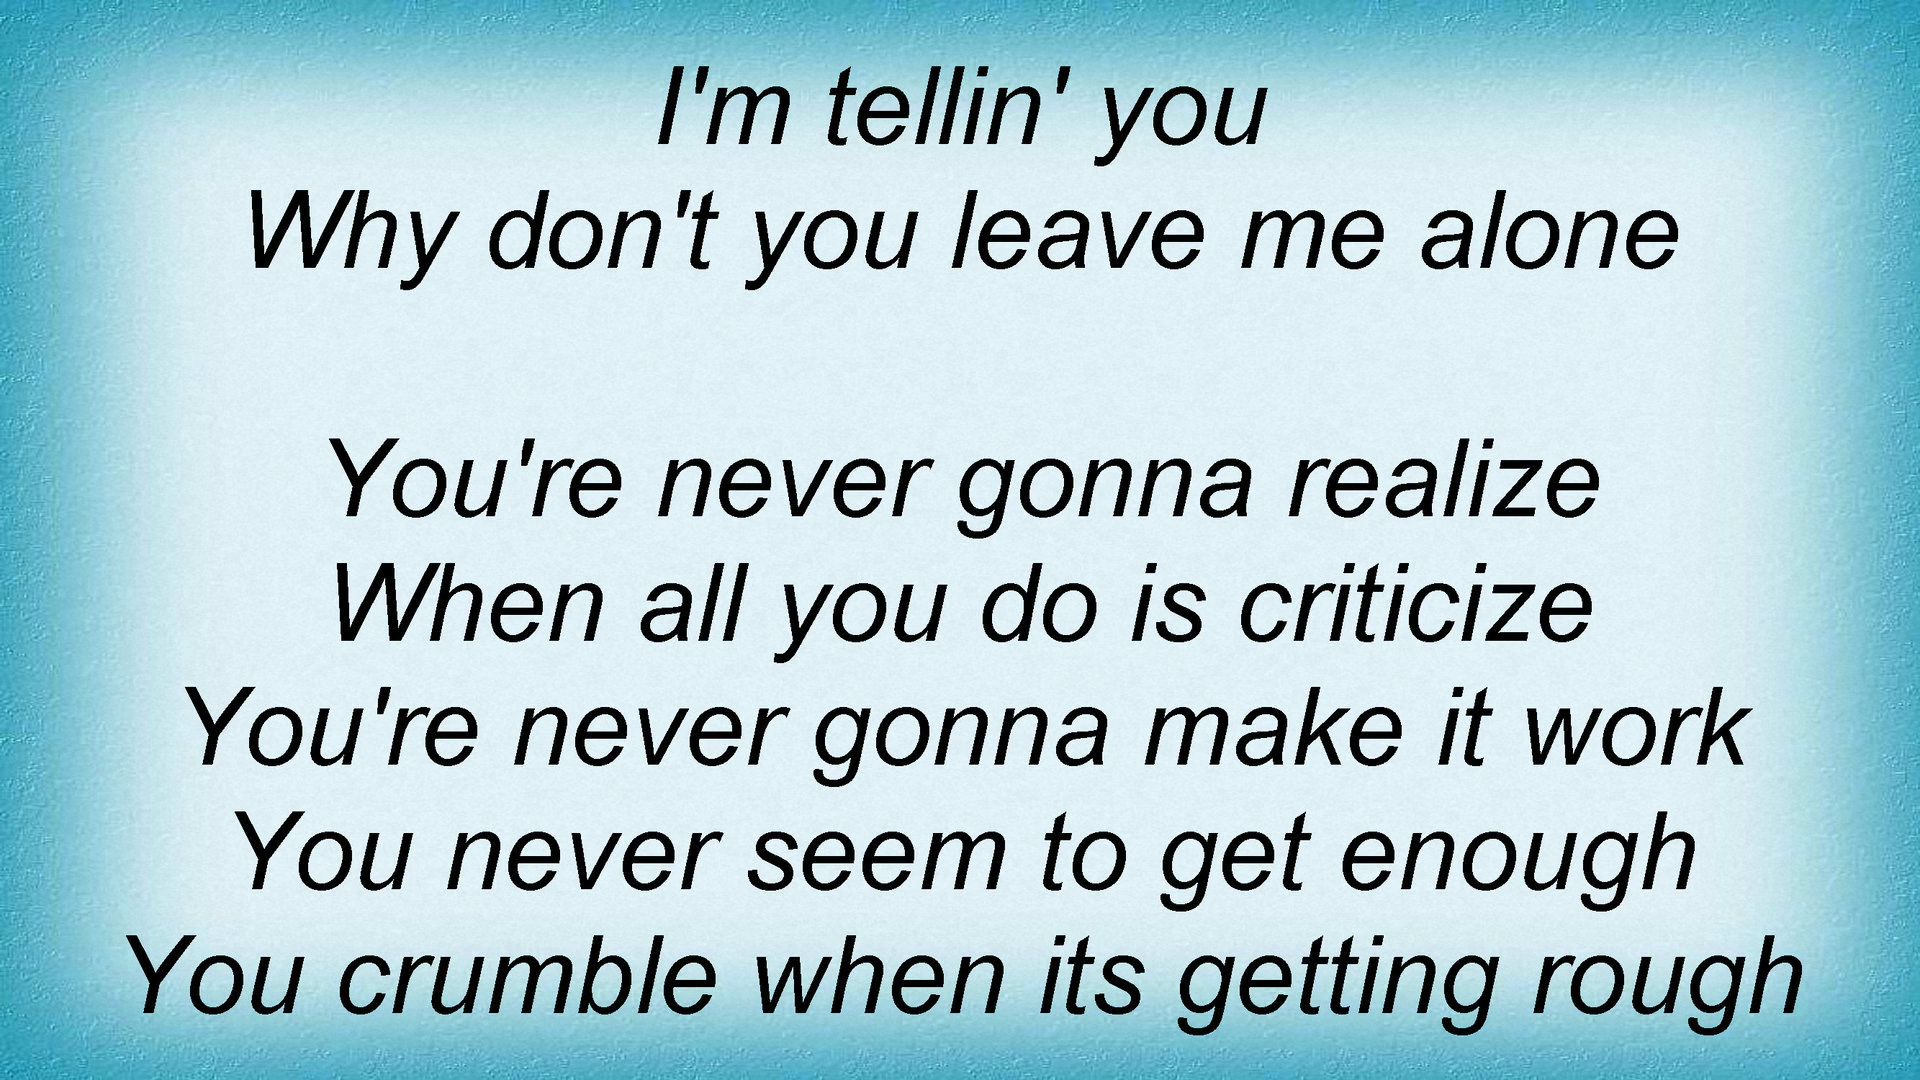 I'm tellin' you
Why don't you leave me alone
You're never gonna realize
When all you do is criticize
You're never gonna make it work
You never seem to get enough
You crumble when its getting rough